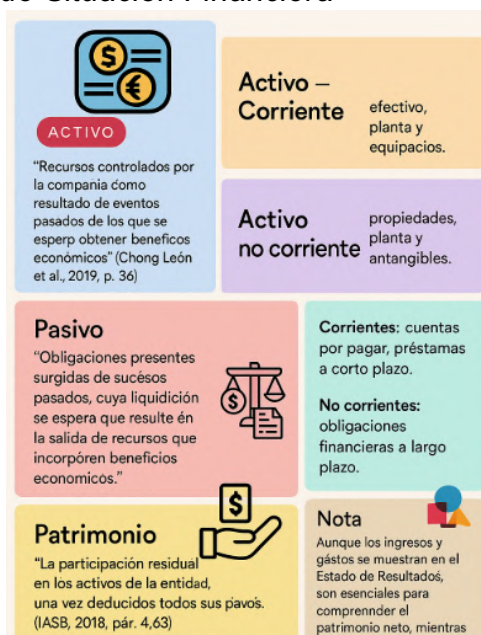 de Situación Financiera
ACTIVO
“Recursos controlados por
la compania como
resultado de eventos
pasados de los que se
esperp obtener beneficos
económicos” (Chong León
et al., 2019, p. 36)
Activo –
Corriente
efectivo,
planta y
equipacios.
Activo
no corriente
propiedades,
planta y
antangibles.
Pasivo
“Obligaciones presentes
surgidas de sucésos
pasados, cuya liquidición
se espera que resulte én
la salida de recursos que
incorpóren beneficios
economicos.”
Corrientes: cuentas
por pagar, préstamas
a corto plazo.
No corrientes:
obligaciones
financieras a largo
plazo.
Patrimonio
“La participación residual
en los activos de la entidad,
una vez deducidos todos sus pavos.
(IASB, 2018, pár. 4,63)
Nota
Aunque los ingresos y
gástos se muestran en el
Estado de Resultadoś,
son esenciales para
comprennder el
patrimonio neto, mientras